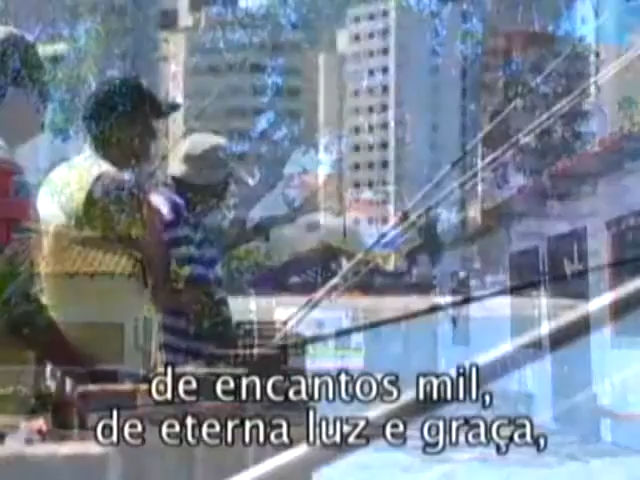 de encantos mil,
de eterna luz e graça,